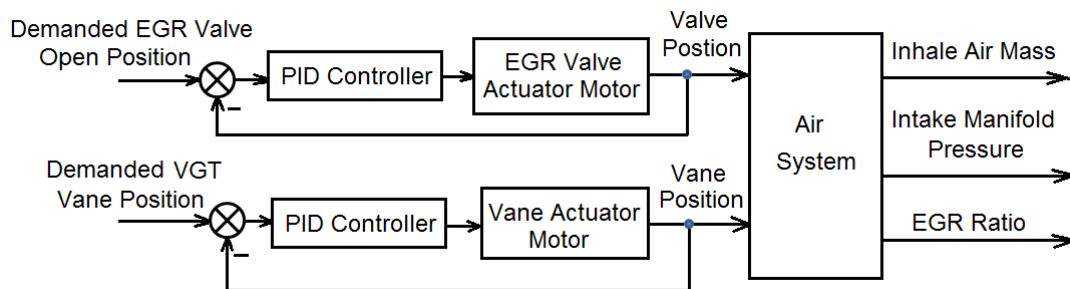 Demanded EGR Valve
Open Position
PID Controller
EGR Valve
Actuator Motor
Valve
Postion
–
Demanded VGT
Vane Position
PID Controller
Vane Actuator
Motor
Vane
Position
–
Air
System
Inhale Air Mass
Intake Manifold
Pressure
EGR Ratio